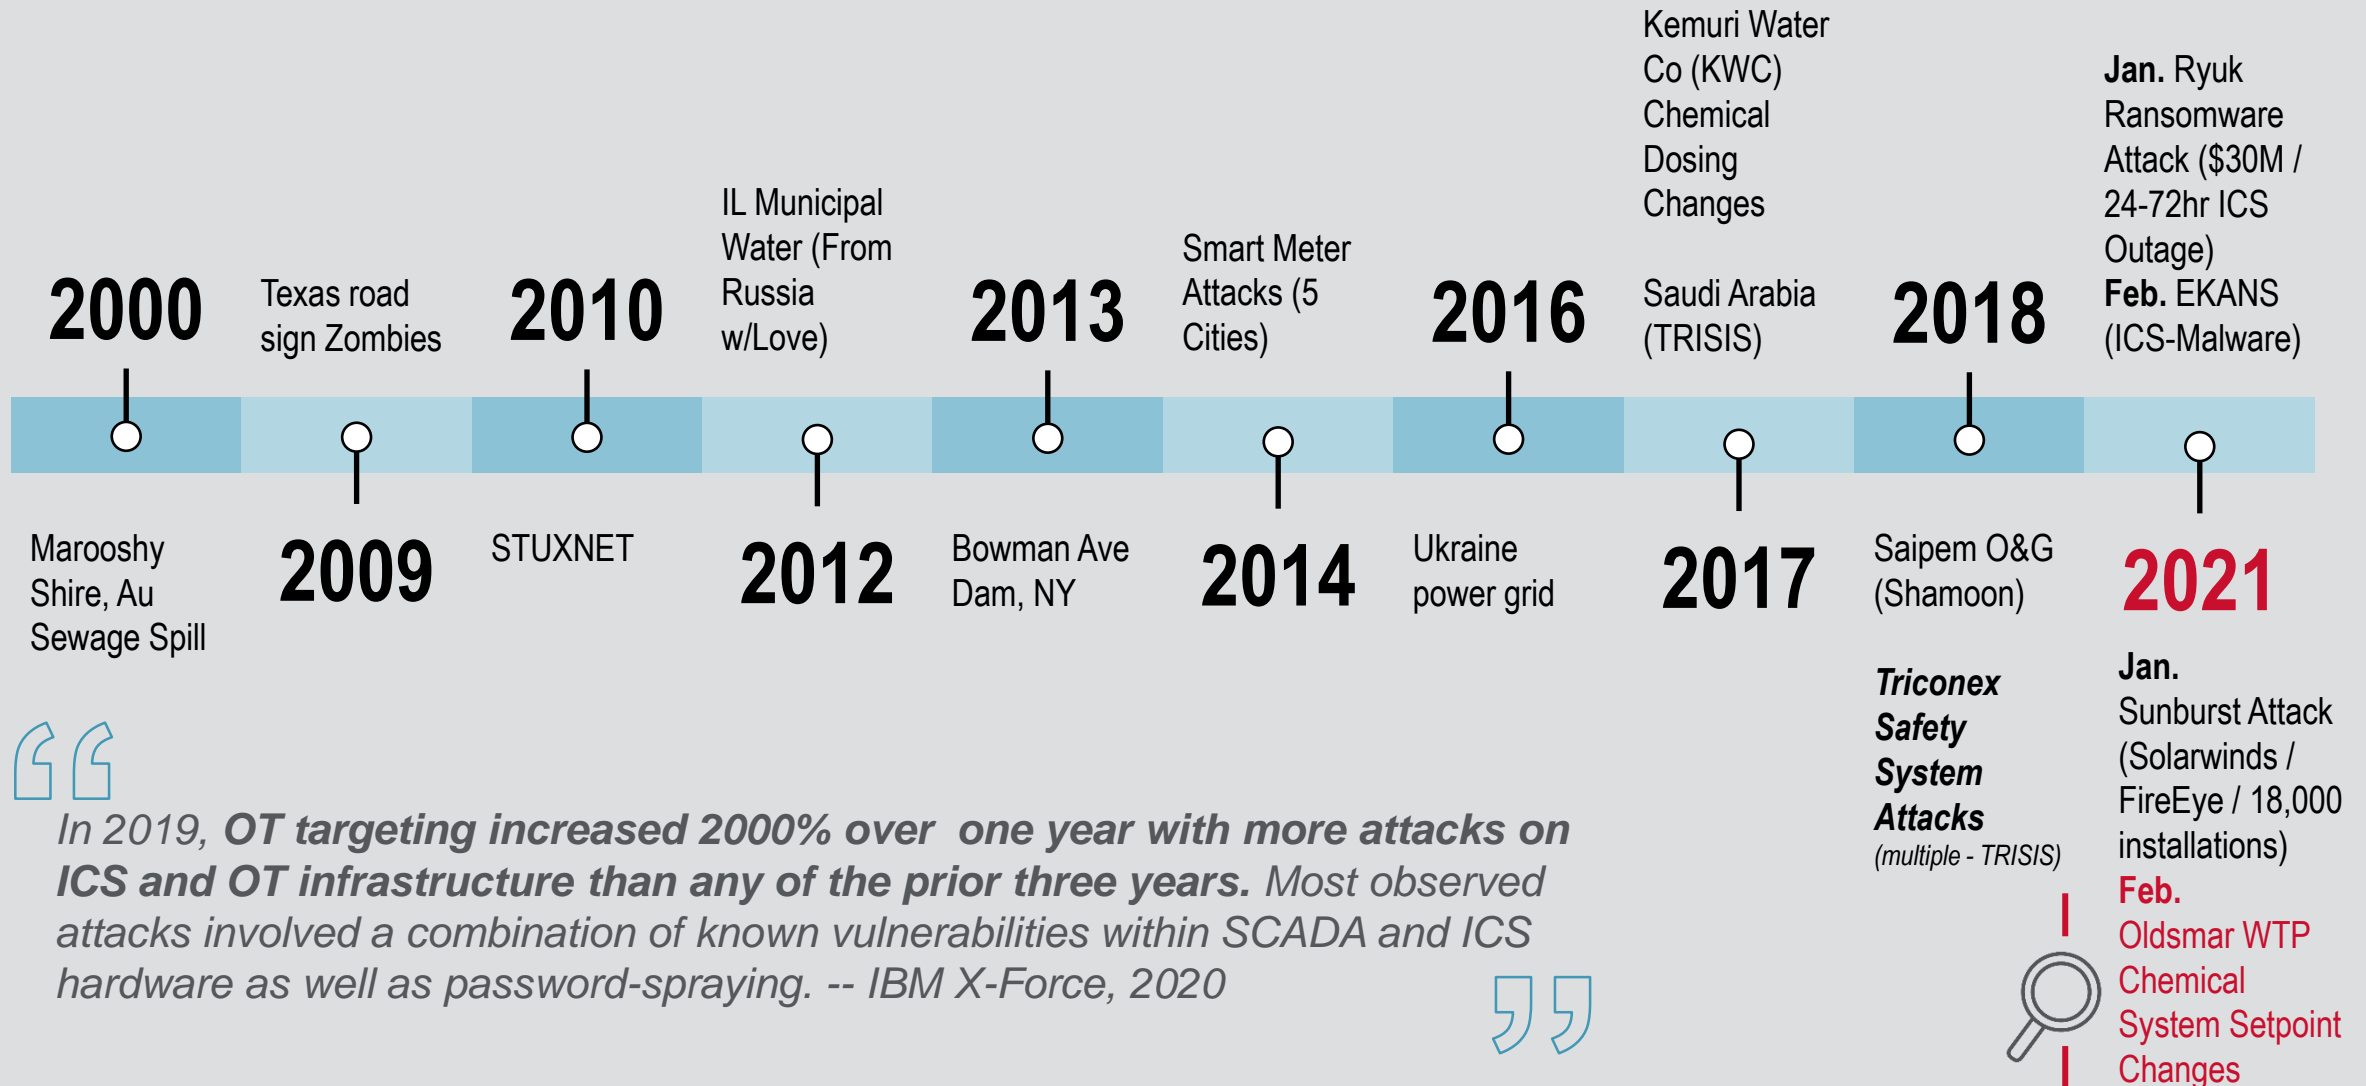 2000
Marooshy
Shire, Au
Sewage Spill
Texas road
sign Zombies
2009
2010
STUXNET
IL Municipal
Water (From
Russia
w/Love)
2012
2013
Bowman Ave
Dam, NY
Smart Meter
Attacks (5
Cities)
2014
2016
Ukraine
power grid
Kemuri Water
Co (KWC)
Chemical
Dosing
Changes
Saudi Arabia
(TRISIS)
2017
2018
Saipem O&G
(Shamoon)
Triconex
Safety
System
Attacks
(multiple - TRISIS)
Jan. Ryuk
Ransomware
Attack ($30M /
24-72hr ICS
Outage)
Feb. EKANS
(ICS-Malware)
2021
Jan.
Sunburst Attack
(Solarwinds /
FireEye / 18,000
installations)
Feb.
Oldsmar WTP
Chemical
System Setpoint
Changes
In 2019, OT targeting increased 2000% over one year with more attacks on
ICS and OT infrastructure than any of the prior three years. Most observed
attacks involved a combination of known vulnerabilities within SCADA and ICS
hardware as well as password-spraying. -- IBM X-Force, 2020